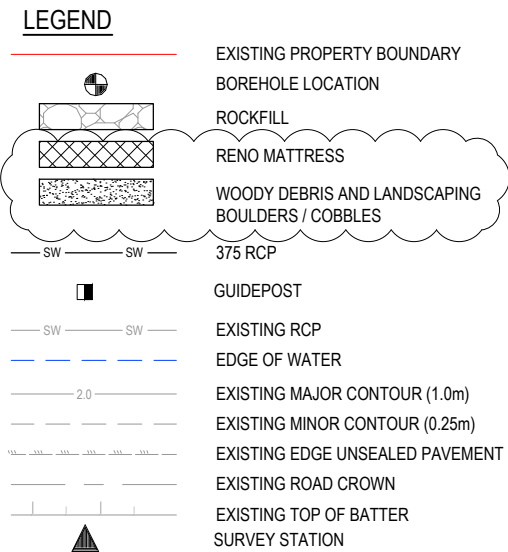 LEGEND
EXISTING PROPERTY BOUNDARY
BOREHOLE LOCATION
ROCKFILL
RENO MATTRESS
WOODY DEBRIS AND LANDSCAPING
BOULDERS / COBBLES
SW SW 375 RCP
GUIDEPOST
SW SW EXISTING RCP
EDGE OF WATER
2.0 EXISTING MAJOR CONTOUR (1.0m)
EXISTING MINOR CONTOUR (0.25m)
EXISTING EDGE UNSEALED PAVEMENT
EXISTING ROAD CROWN
EXISTING TOP OF BATTER
SURVEY STATION